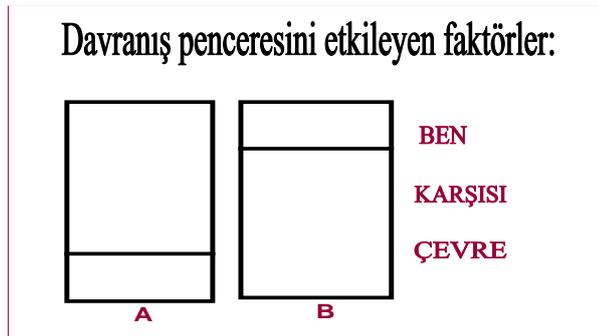 Davranış penceresini etkileyen faktörler:
BEN
KARŞISI
ÇEVRE
A
B